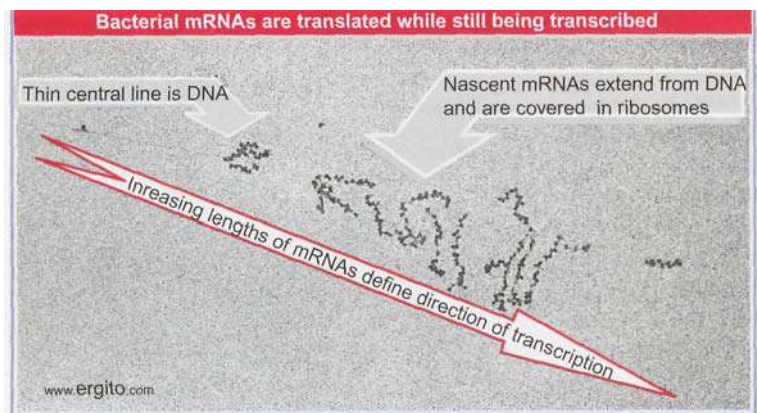 Bacterial mRNAs are translated while still being transcribed
Thin central line is DNA
Nascent mRNAs extend from DNA
and are covered in ribosomes
Inreasing lengths of mRNAs define direction of transcription
www.ergito.com